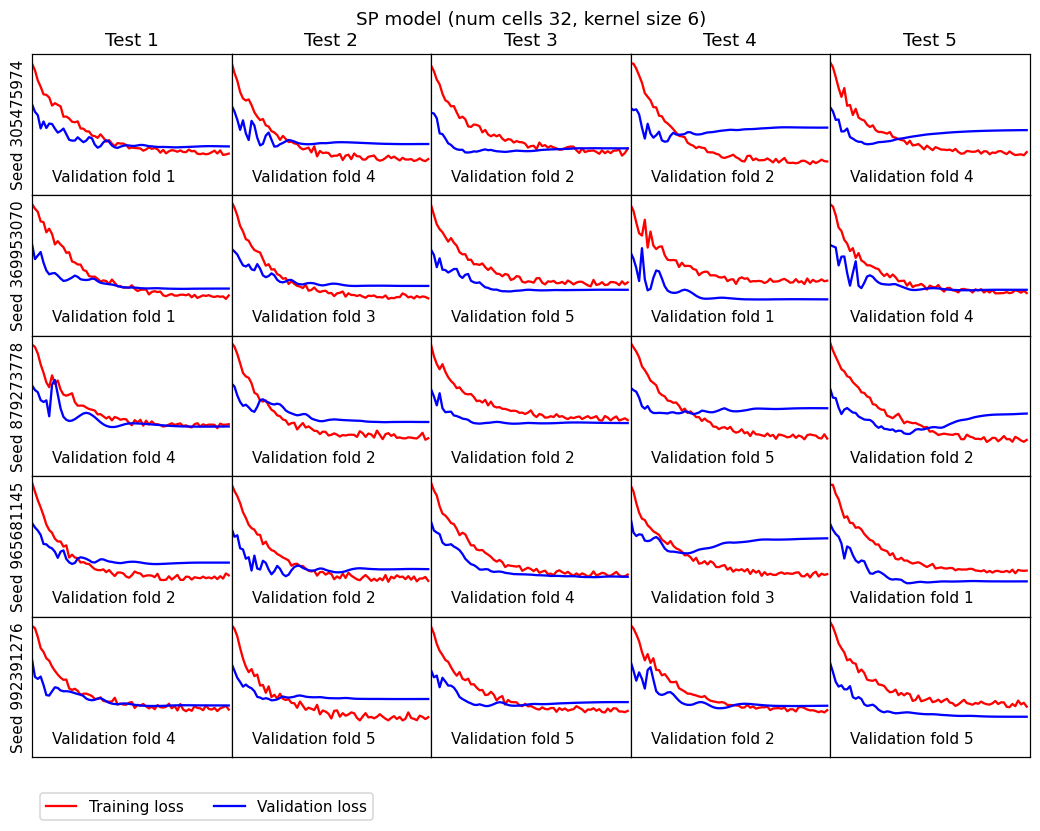 SP model (num cells 32, kernel size 6)
Test 1 Test 2 Test 3 Test 4 Test 5
Seed 305475974
Validation fold 1 Validation fold 4 Validation fold 2 Validation fold 2 Validation fold 4
Seed 369953070
Validation fold 1 Validation fold 3 Validation fold 5 Validation fold 1 Validation fold 4
Seed 879273778
Validation fold 4 Validation fold 2 Validation fold 2 Validation fold 5 Validation fold 2
Seed 965681145
Validation fold 2 Validation fold 2 Validation fold 4 Validation fold 3 Validation fold 1
Seed 992391276
Validation fold 4 Validation fold 5 Validation fold 5 Validation fold 2 Validation fold 5
Training loss Validation loss